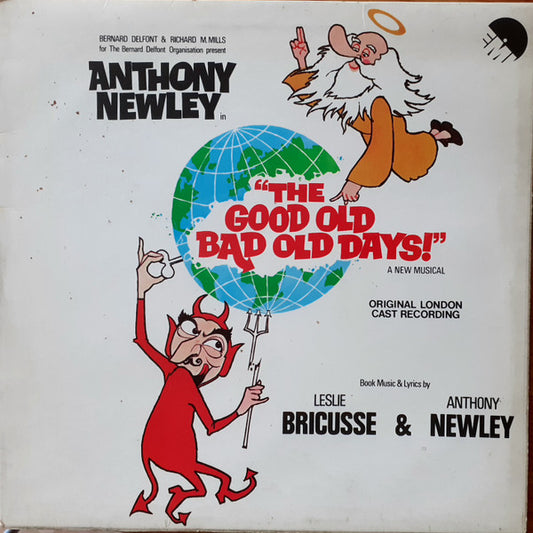 BERNARD DELFONT & RICHARD M. MILLS
for The Bernard Delfont Organisation present
ANTHONY
NEWLEY
in
EMI
"THE
GOOD OLD
BAD OLD DAYS!"
A NEW MUSICAL
ORIGINAL LONDON
CAST RECORDING
Book Music & Lyrics by
LESLIE ANTHONY
BRICUSSE & NEWLEY